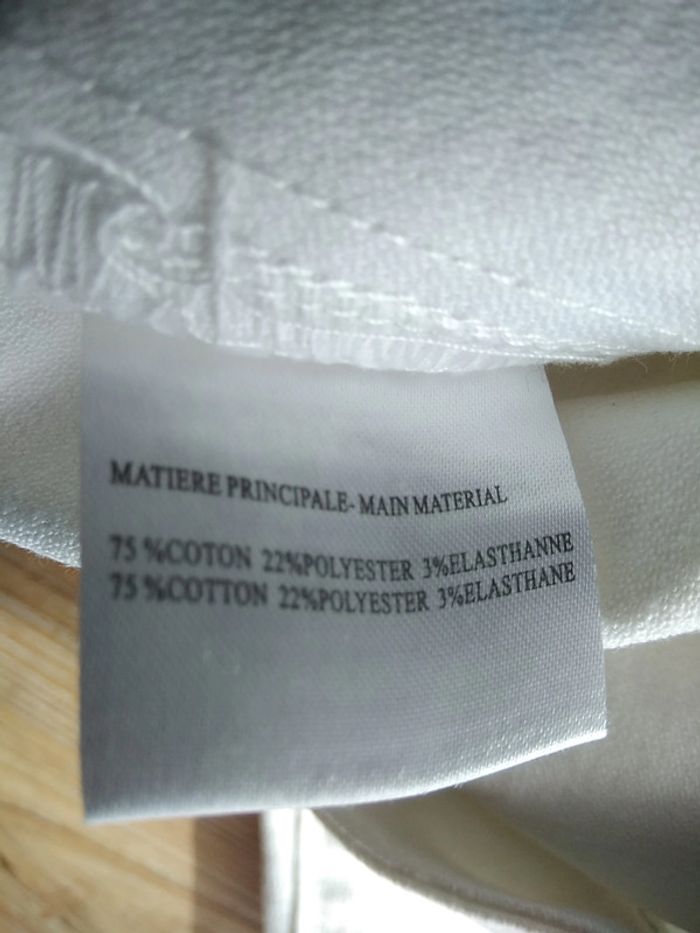 MATIERE PRINCIPALE- MAIN MATERIAL
75 %COTON 22%POLYESTER 3%ELASTHANNE
75 %COTTON 22%POLYESTER 3%ELASTHANE